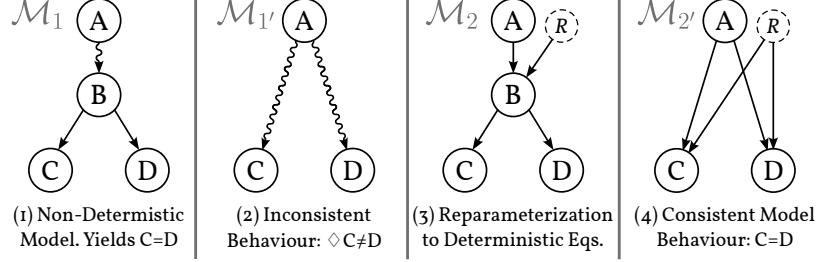 M₁
A
B
C
D
(1) Non-Determistic
Model. Yields C=D
M₁′
A
C
D
(2) Inconsistent
Behaviour: ♢C≠D
M₂
A
R
B
C
D
(3) Reparameterization
to Deterministic Eqs.
M₂′
A
R
C
D
(4) Consistent Model
Behaviour: C=D